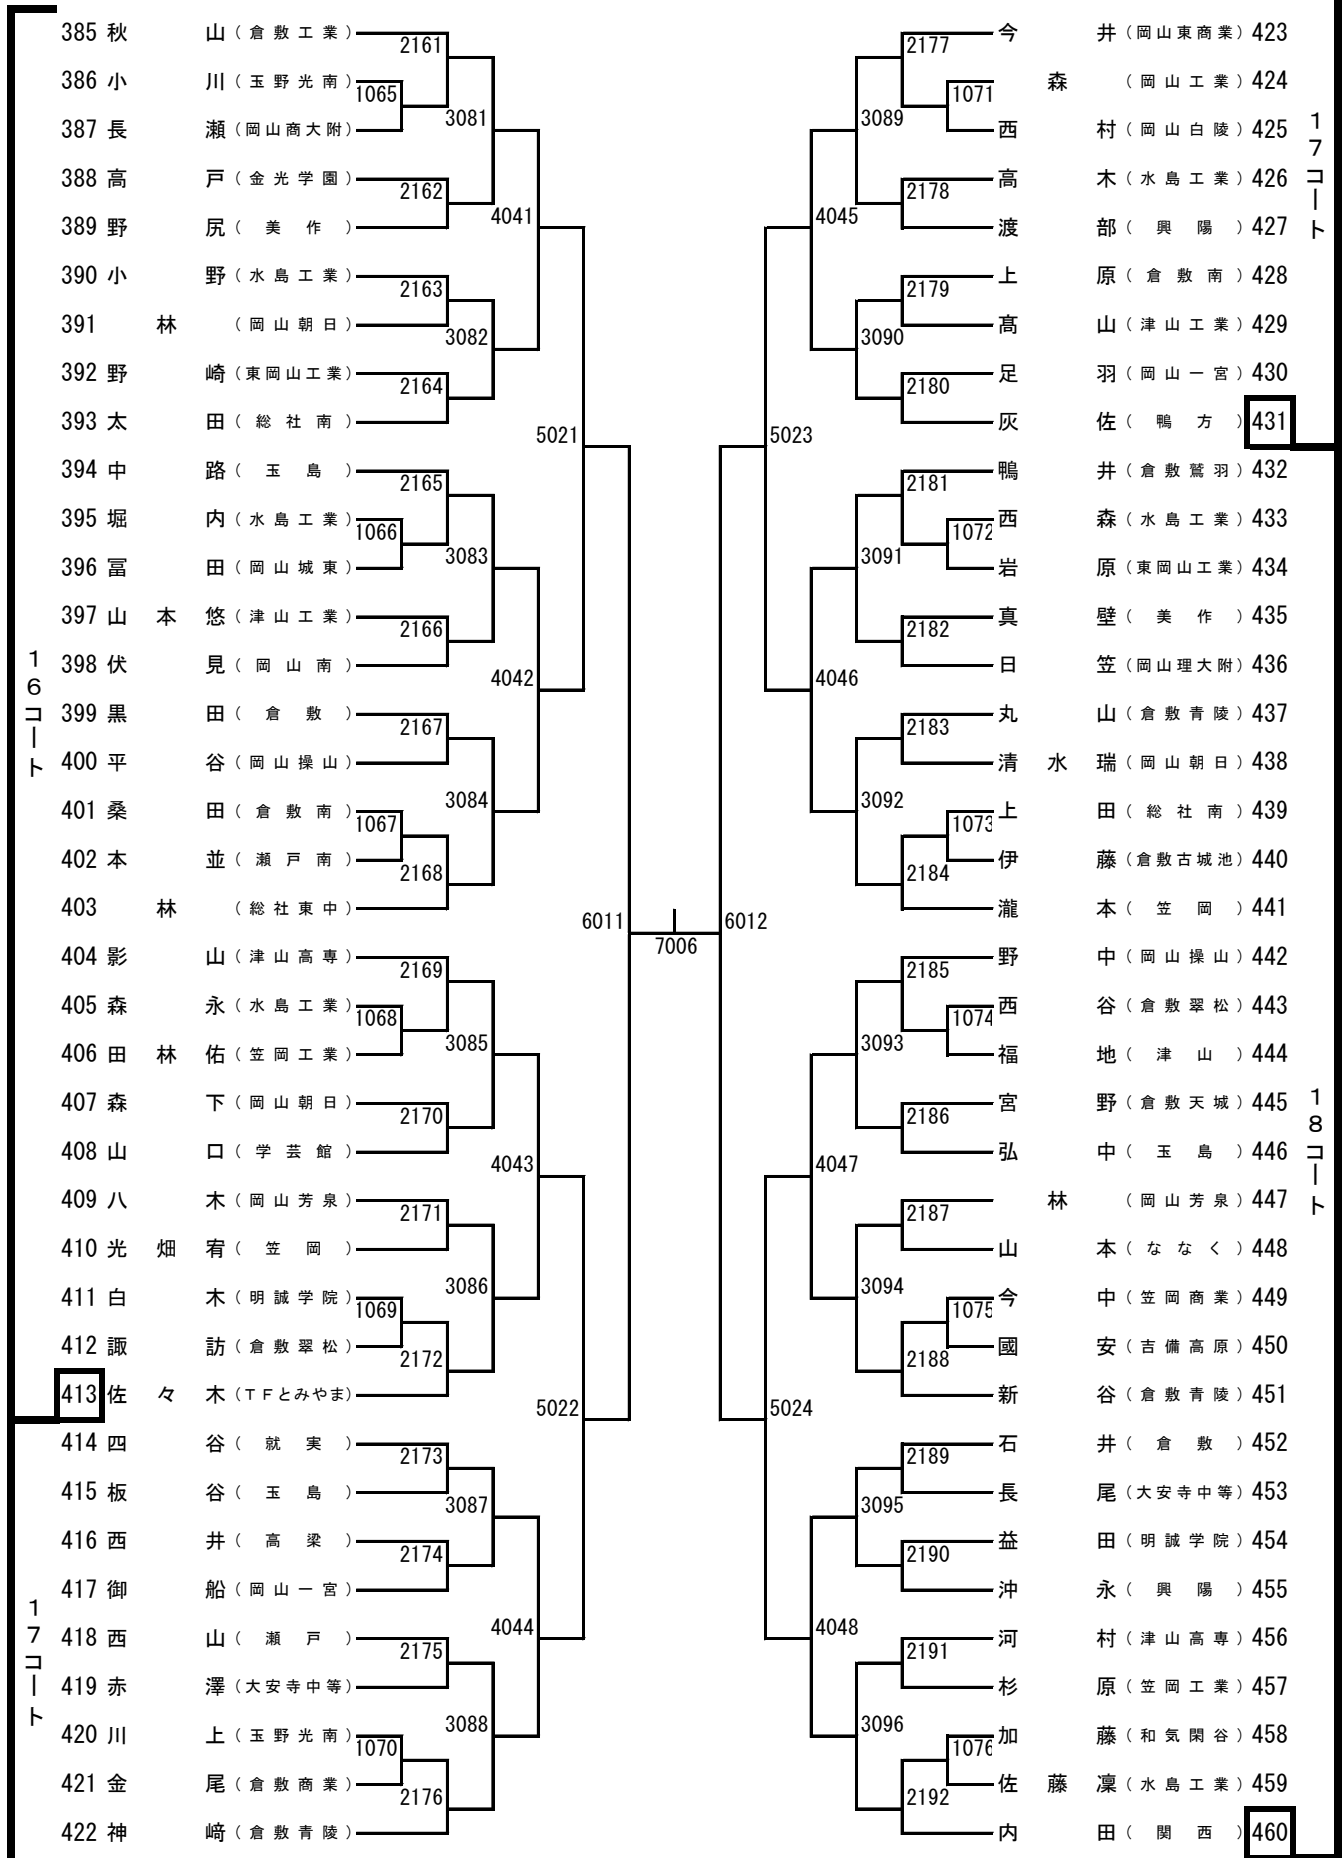 385 秋山（倉敷工業）
2161
386 小川（玉野光南）
1065
387 長瀬（岡山商大附）
3081
388 高戸（金光学園）
2162
389 野尻（美作）
4041
390 小野（水島工業）
2163
391 林（岡山朝日）
3082
392 野崎（東岡山工業）
2164
393 太田（総社南）
5021
394 中路（玉島）
2165
395 堀内（水島工業）
1066
396 冨田（岡山城東）
3083
397 山本悠（津山工業）
2166
398 伏見（岡山南）
4042
399 黒田（倉敷）
2167
400 平谷（岡山操山）
3084
401 桑田（倉敷南）
1067
402 本並（瀬戸南）
2168
403 林（総社東中）
6011
404 影山（津山高専）
2169
405 森永（水島工業）
1068
406 田林佑（笠岡工業）
3085
407 森下（岡山朝日）
2170
408 山口（学芸館）
4043
409 八木（岡山芳泉）
2171
410 光畑宥（笠岡）
3086
411 白木（明誠学院）
1069
412 諏訪（倉敷翠松）
2172
413 佐々木（ＴＦとみやま）
5022
414 四谷（就実）
2173
415 板谷（玉島）
3087
416 西井（高梁）
2174
417 御船（岡山一宮）
4044
418 西山（瀬戸）
2175
419 赤澤（大安寺中等）
3088
420 川上（玉野光南）
1070
421 金尾（倉敷商業）
2176
422 神﨑（倉敷青陵）
16コート
17コート
7006
今井（岡山東商業）423
2177
森（岡山工業）424
1071
西村（岡山白陵）425
3089
高木（水島工業）426
2178
渡部（興陽）427
4045
上原（倉敷南）428
2179
髙山（津山工業）429
3090
足羽（岡山一宮）430
2180
灰佐（鴨方）431
5023
鴨井（倉敷鷲羽）432
2181
西森（水島工業）433
1072
岩原（東岡山工業）434
3091
真壁（美作）435
2182
日笠（岡山理大附）436
4046
丸山（倉敷青陵）437
2183
清水瑞（岡山朝日）438
3092
上田（総社南）439
1073
伊藤（倉敷古城池）440
2184
瀧本（笠岡）441
6012
野中（岡山操山）442
2185
西谷（倉敷翠松）443
1074
福地（津山）444
3093
宮野（倉敷天城）445
2186
弘中（玉島）446
4047
林（岡山芳泉）447
2187
山本（ななく）448
3094
今中（笠岡商業）449
1075
國安（吉備高原）450
2188
新谷（倉敷青陵）451
5024
石井（倉敷）452
2189
長尾（大安寺中等）453
3095
益田（明誠学院）454
2190
沖永（興陽）455
4048
河村（津山高専）456
2191
杉原（笠岡工業）457
3096
加藤（和気閑谷）458
1076
佐藤凜（水島工業）459
2192
内田（関西）460
17コート
18コート